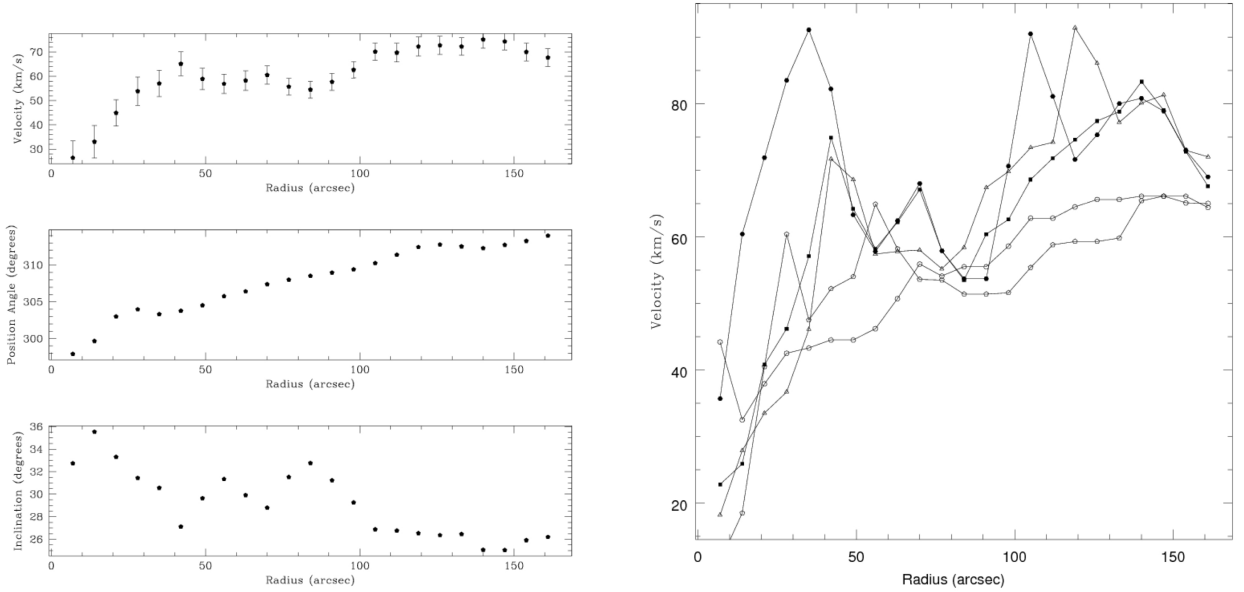 Velocity (km/s)
70
60
50
40
30
0 50 100 150
Radius (arcsec)
Position Angle (degrees)
310
305
300
0 50 100 150
Radius (arcsec)
Inclination (degrees)
36
34
32
30
28
26
0 50 100 150
Radius (arcsec)
Velocity (km/s)
80
60
40
20
0 50 100 150
Radius (arcsec)